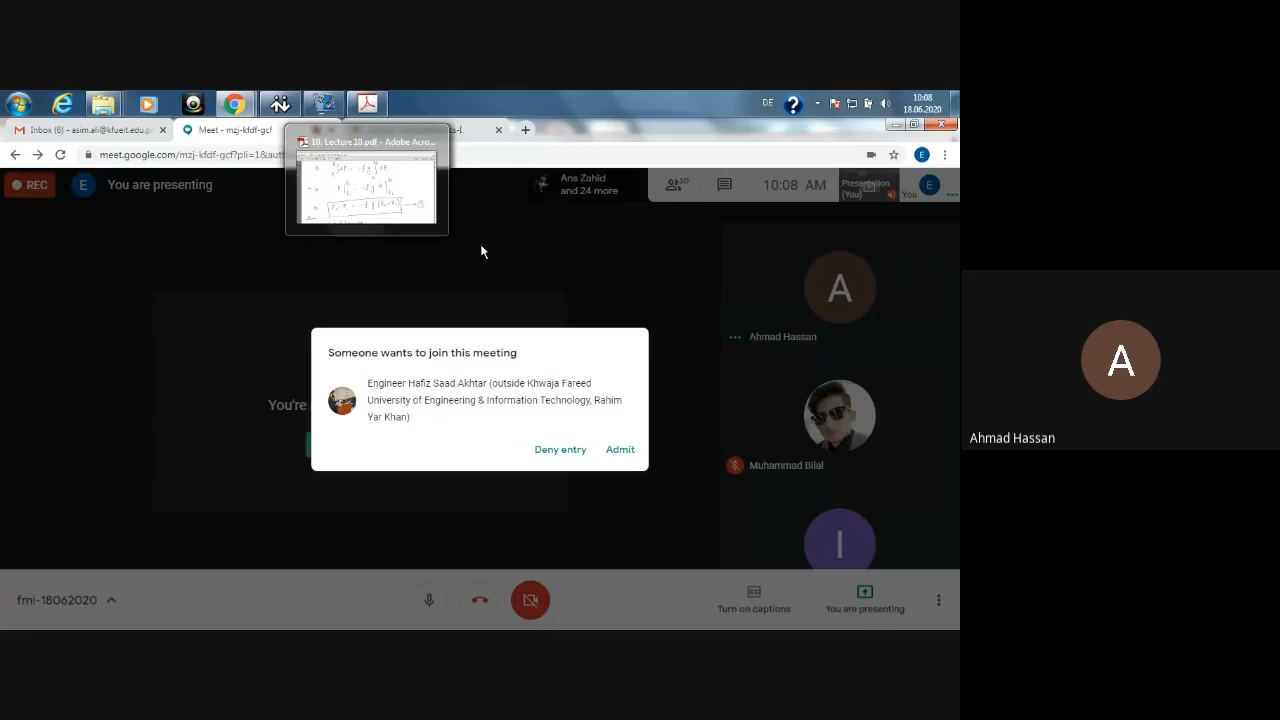 DE
10:08
18.06.2020
Inbox (6) - asim.ali@kfueit.edu.p
Meet - mzj-kfdf-gcf
10. Lecture 10.pdf - Adobe Acro...
meet.google.com/mzj-kfdf-gcf?pli=1&aut
E
REC
E
You are presenting
Ans Zahid
and 24 more
30
10:08 AM
Presentation
(You)
You
E
A
Ahmad Hassan
Someone wants to join this meeting
Engineer Hafiz Saad Akhtar (outside Khwaja Fareed
University of Engineering & Information Technology, Rahim
Yar Khan)
You're
Deny entry
Admit
Muhammad Bilal
I
A
Ahmad Hassan
fmi-18062020
Turn on captions
You are presenting